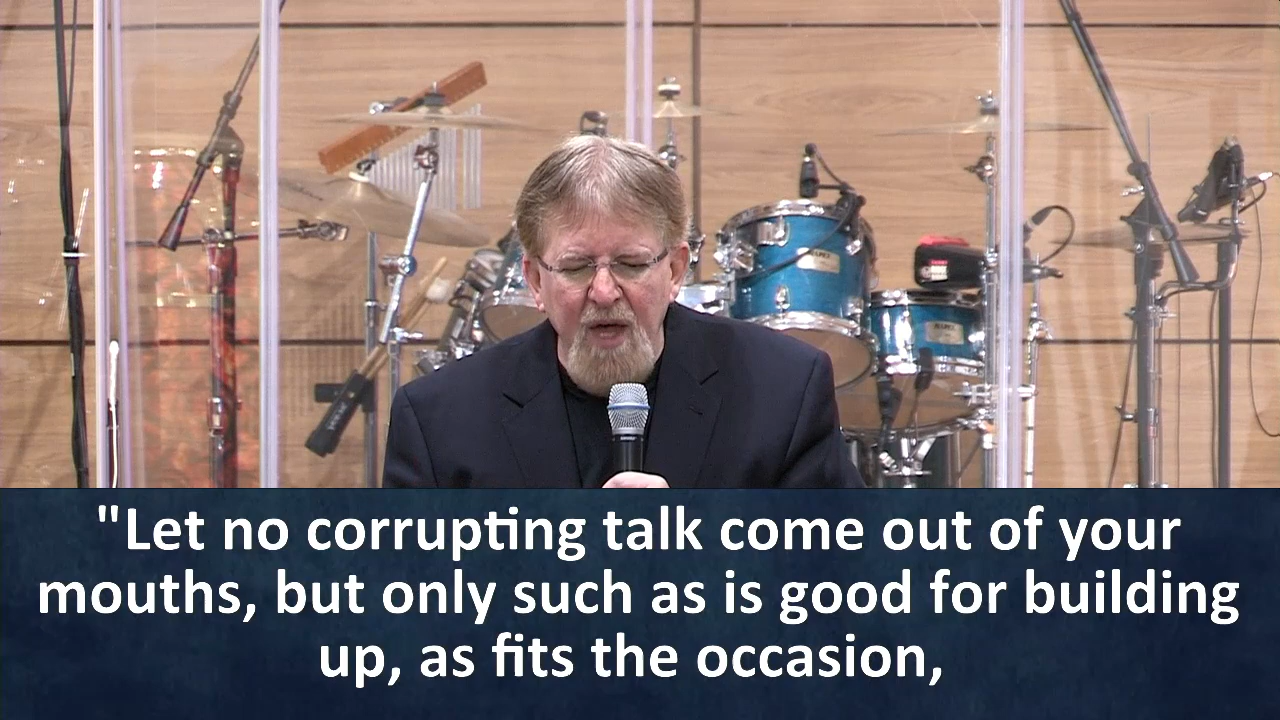 "Let no corrupting talk come out of your
mouths, but only such as is good for building
up, as fits the occasion,